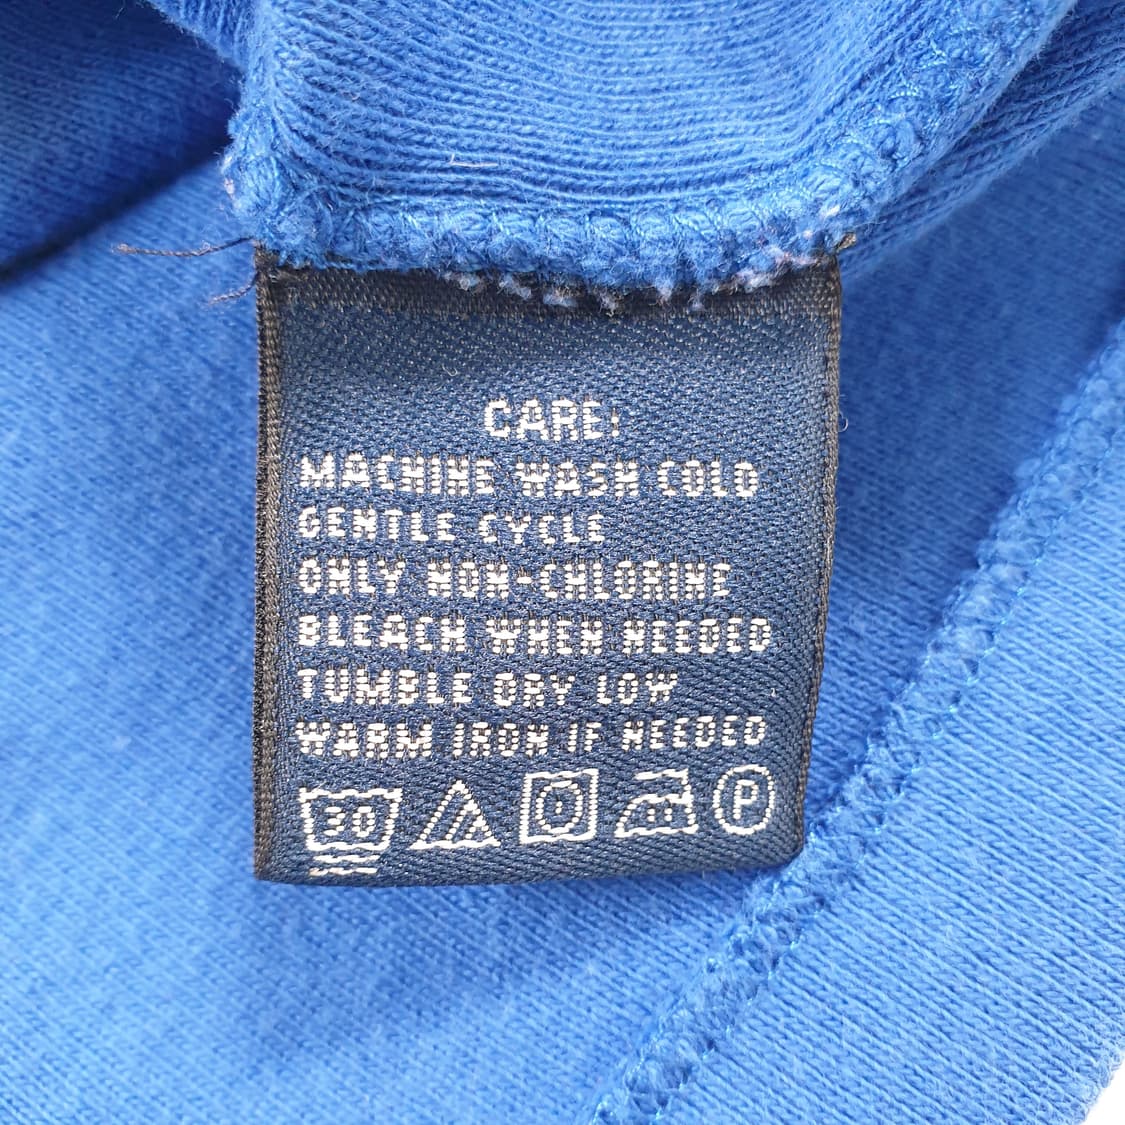 CARE:
MACHINE WASH COLD
GENTLE CYCLE
ONLY NON-CHLORINE
BLEACH WHEN NEEDED
TUMBLE DRY LOW
WARM IRON IF NEEDED
30 P